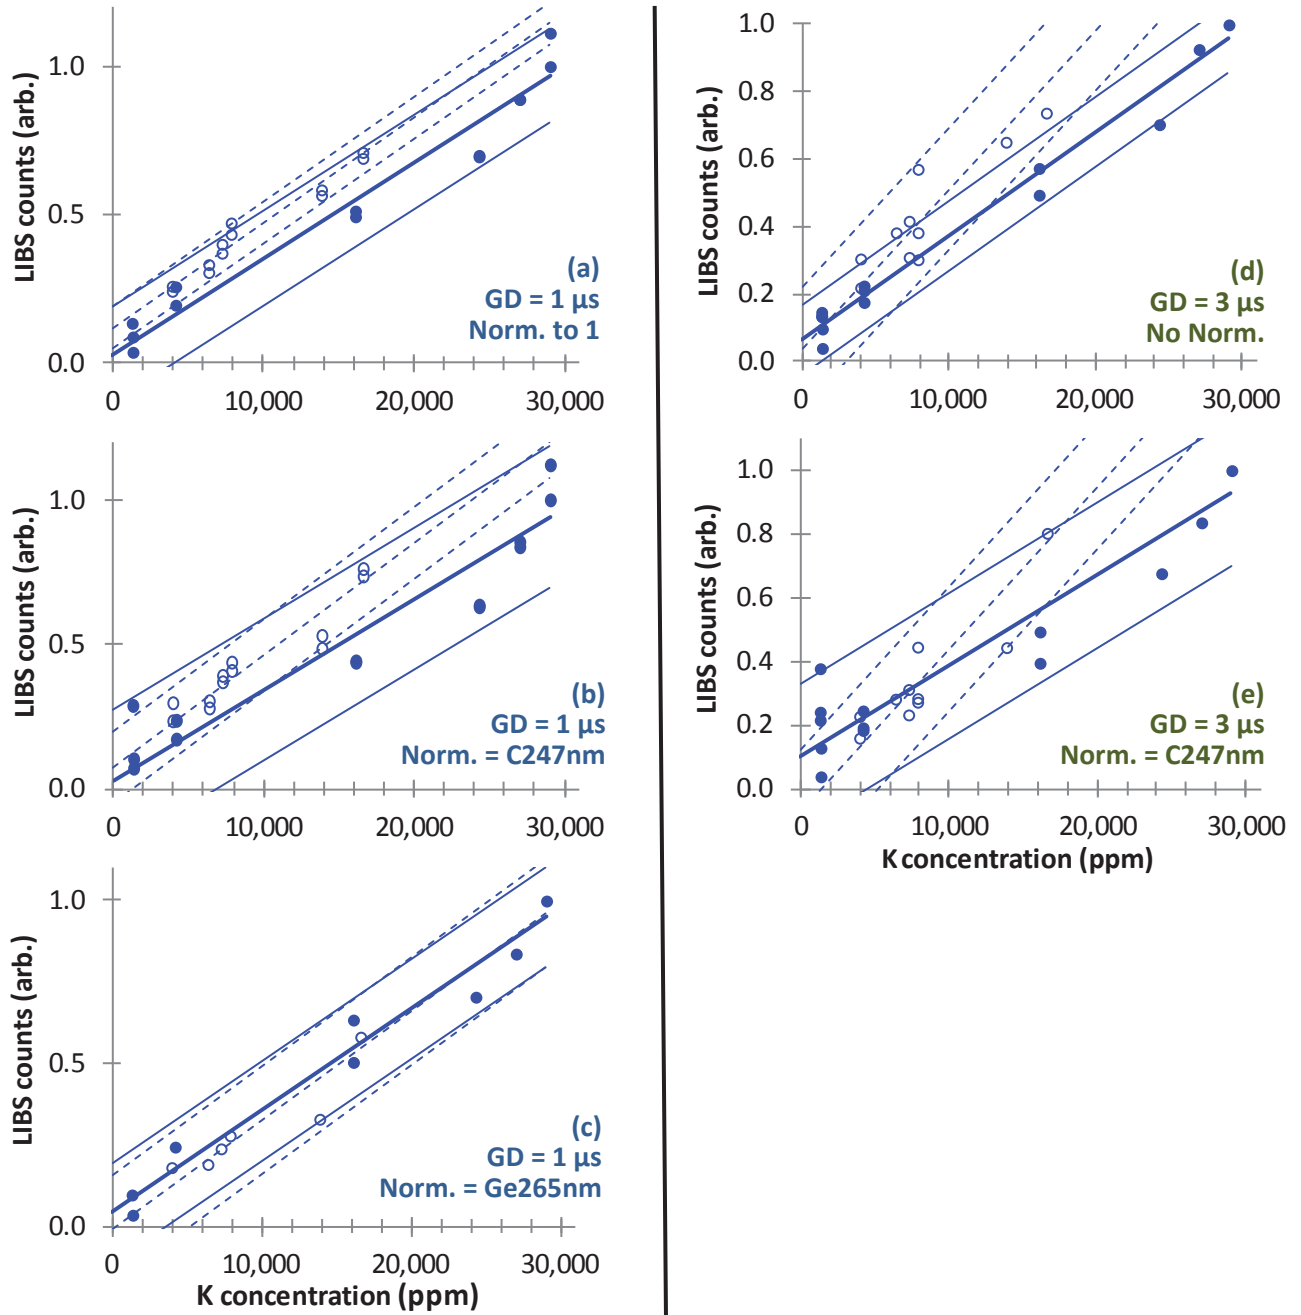 LIBS counts (arb.)
1.0
0.5
0.0
0 10,000 20,000 30,000
(a)
GD = 1 µs
Norm. to 1
LIBS counts (arb.)
1.0
0.5
0.0
0 10,000 20,000 30,000
(b)
GD = 1 µs
Norm. = C247nm
LIBS counts (arb.)
1.0
0.5
0.0
0 10,000 20,000 30,000
K concentration (ppm)
(c)
GD = 1 µs
Norm. = Ge265nm
LIBS counts (arb.)
1.0
0.8
0.6
0.4
0.2
0.0
0 10,000 20,000 30,000
(d)
GD = 3 µs
No Norm.
LIBS counts (arb.)
1.0
0.8
0.6
0.4
0.2
0.0
0 10,000 20,000 30,000
K concentration (ppm)
(e)
GD = 3 µs
Norm. = C247nm